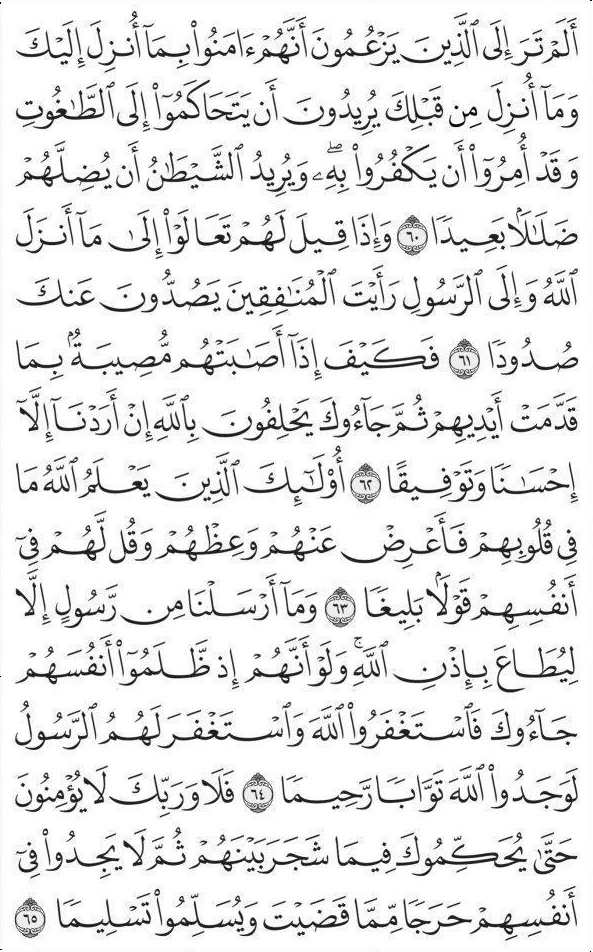 أَلَمْ تَرَ إِلَى ٱلَّذِينَ يَزْعُمُونَ أَنَّهُمْ ءَامَنُوا۟ بِمَآ أُنزِلَ إِلَيْكَ
وَمَآ أُنزِلَ مِن قَبْلِكَ يُرِيدُونَ أَن يَتَحَاكَمُوٓا۟ إِلَى ٱلطَّـٰغُوتِ
وَقَدْ أُمِرُوٓا۟ أَن يَكْفُرُوا۟ بِهِۦۖ وَيُرِيدُ ٱلشَّيْطَـٰنُ أَن يُضِلَّهُمْ
ضَلَـٰلًۢا بَعِيدًا ٦٠ وَإِذَا قِيلَ لَهُمْ تَعَالَوْا۟ إِلَىٰ مَآ أَنزَلَ
ٱللَّهُ وَإِلَى ٱلرَّسُولِ رَأَيْتَ ٱلْمُنَـٰفِقِينَ يَصُدُّونَ عَنكَ
صُدُودًا ٦١ فَكَيْفَ إِذَآ أَصَـٰبَتْهُم مُّصِيبَةٌۢ بِمَا
قَدَّمَتْ أَيْدِيهِمْ ثُمَّ جَآءُوكَ يَحْلِفُونَ بِٱللَّهِ إِنْ أَرَدْنَآ إِلَّآ
إِحْسَـٰنًا وَتَوْفِيقًا ٦٢ أُو۟لَـٰٓئِكَ ٱلَّذِينَ يَعْلَمُ ٱللَّهُ مَا
فِى قُلُوبِهِمْ فَأَعْرِضْ عَنْهُمْ وَعِظْهُمْ وَقُل لَّهُمْ فِىٓ
أَنفُسِهِمْ قَوْلًۢا بَلِيغًا ٦٣ وَمَآ أَرْسَلْنَا مِن رَّسُولٍ إِلَّا
لِيُطَاعَ بِإِذْنِ ٱللَّهِۚ وَلَوْ أَنَّهُمْ إِذ ظَّلَمُوٓا۟ أَنفُسَهُمْ
جَآءُوكَ فَٱسْتَغْفَرُوا۟ ٱللَّهَ وَٱسْتَغْفَرَ لَهُمُ ٱلرَّسُولُ
لَوَجَدُوا۟ ٱللَّهَ تَوَّابًا رَّحِيمًا ٦٤ فَلَا وَرَبِّكَ لَا يُؤْمِنُونَ
حَتَّىٰ يُحَكِّمُوكَ فِيمَا شَجَرَ بَيْنَهُمْ ثُمَّ لَا يَجِدُوا۟ فِىٓ
أَنفُسِهِمْ حَرَجًا مِّمَّا قَضَيْتَ وَيُسَلِّمُوا۟ تَسْلِيمًا ٦٥